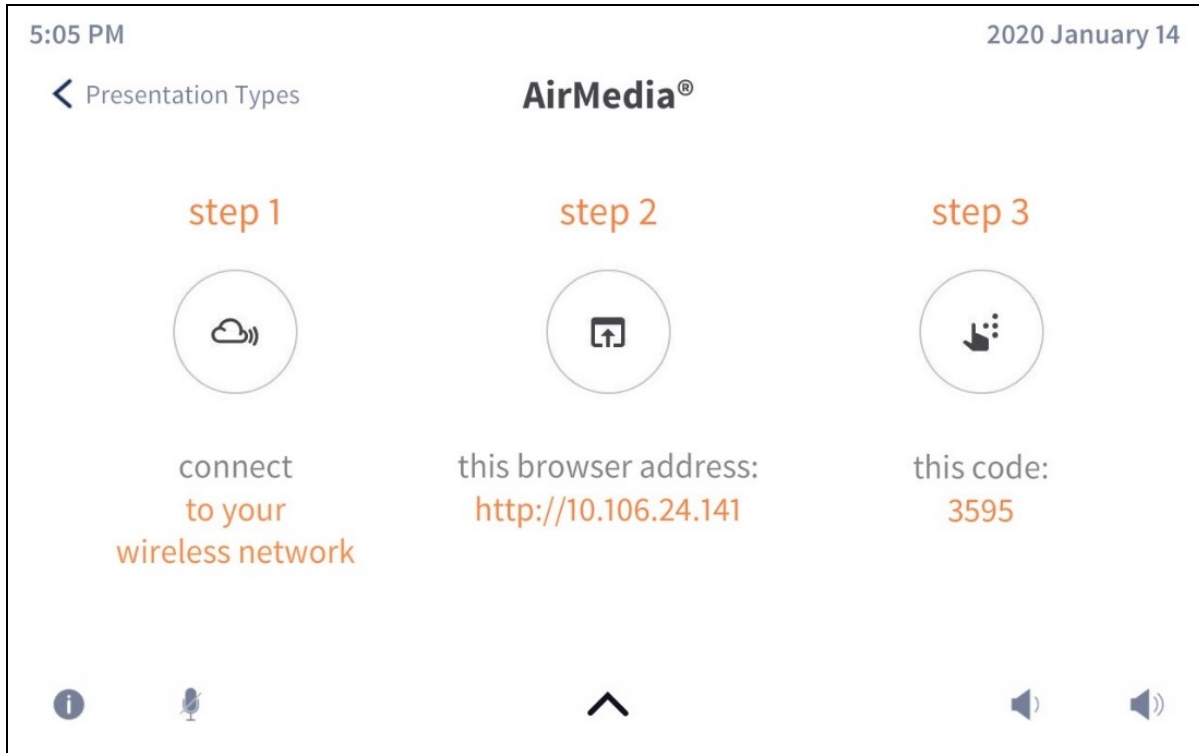 5:05 PM
2020 January 14
Presentation Types
AirMedia®
step 1
step 2
step 3
connect
to your
wireless network
this browser address:
http://10.106.24.141
this code:
3595